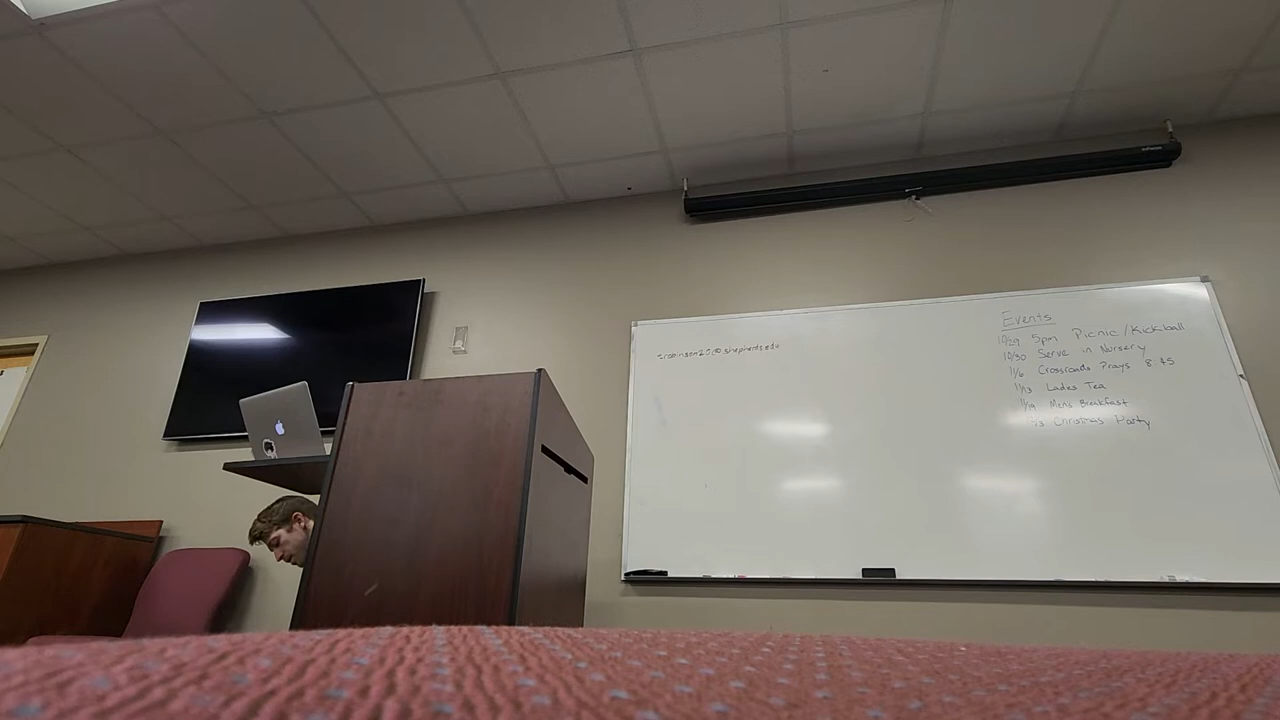 Events
10/29 5pm Picnic/Kickball
10/30 Serve in Nursery
11/6 Crossroads Prays 8 45
11/13 Ladies Tea
11/19 Men's Breakfast
Christmas Party